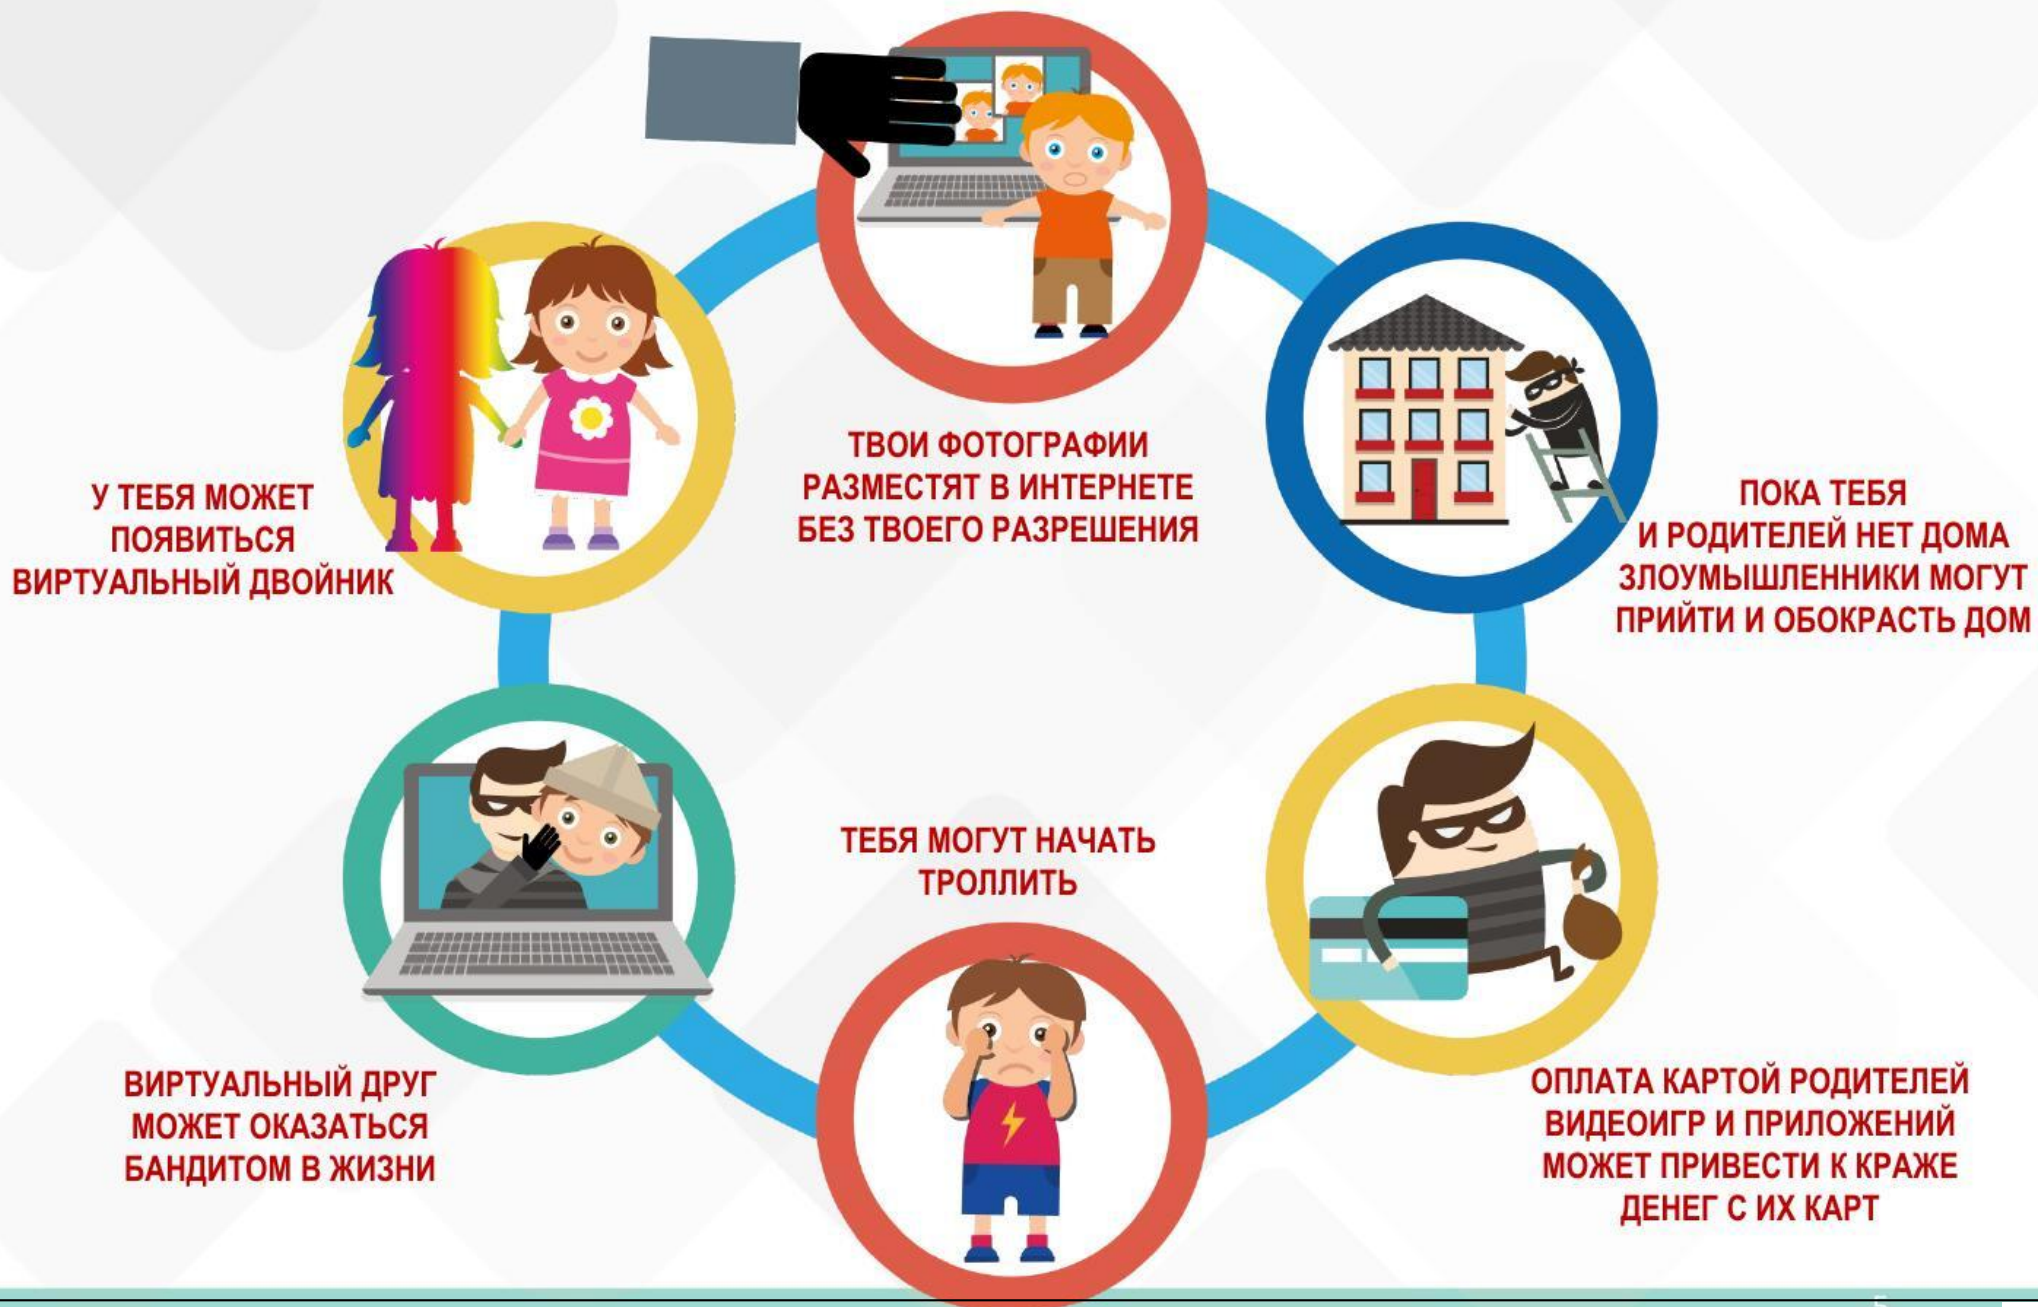 ТВОИ ФОТОГРАФИИ
РАЗМЕСТЯТ В ИНТЕРНЕТЕ
БЕЗ ТВОЕГО РАЗРЕШЕНИЯ
У ТЕБЯ МОЖЕТ
ПОЯВИТЬСЯ
ВИРТУАЛЬНЫЙ ДВОЙНИК
ПОКА ТЕБЯ
И РОДИТЕЛЕЙ НЕТ ДОМА
ЗЛОУМЫШЛЕННИКИ МОГУТ
ПРИЙТИ И ОБОКРАСТЬ ДОМ
ТЕБЯ МОГУТ НАЧАТЬ
ТРОЛЛИТЬ
ВИРТУАЛЬНЫЙ ДРУГ
МОЖЕТ ОКАЗАТЬСЯ
БАНДИТОМ В ЖИЗНИ
ОПЛАТА КАРТОЙ РОДИТЕЛЕЙ
ВИДЕОИГР И ПРИЛОЖЕНИЙ
МОЖЕТ ПРИВЕСТИ К КРАЖЕ
ДЕНЕГ С ИХ КАРТ